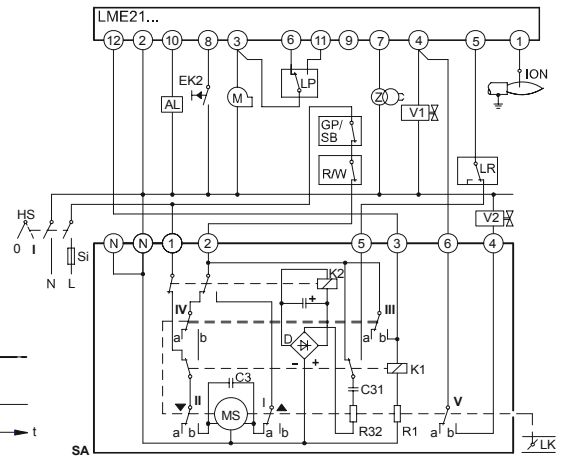 LME21...
12 2 10 8 3 6 11 9 7 4 5 1
EK2
LP
ION
AL
M
Z
C
V1
GP/
SB
R/W
LR
HS
0 I
Si
V2
N L
N N 1 2 5 3 6 4
K2
+
IV
III
a b
a b
D
- +
K1
C3
C31
II
I
V
MS
a b
a b
a b
R32
R1
t
SA
LK